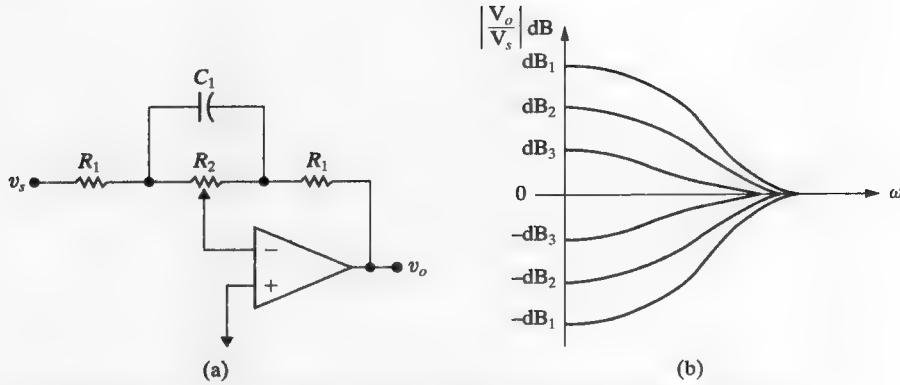 C₁
R₁ R₂ R₁
vₛ
−
+
vₒ
(a)
|Vₒ/Vₛ| dB
dB₁
dB₂
dB₃
0
ω
−dB₃
−dB₂
−dB₁
(b)